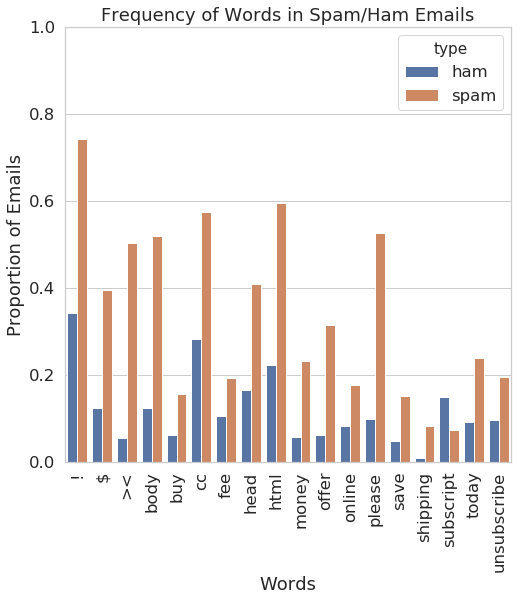 Frequency of Words in Spam/Ham Emails
type
ham
spam
Proportion of Emails
1.0
0.8
0.6
0.4
0.2
0.0
!
$
><
body
buy
cc
fee
head
html
money
offer
online
please
save
shipping
subscript
today
unsubscribe
Words